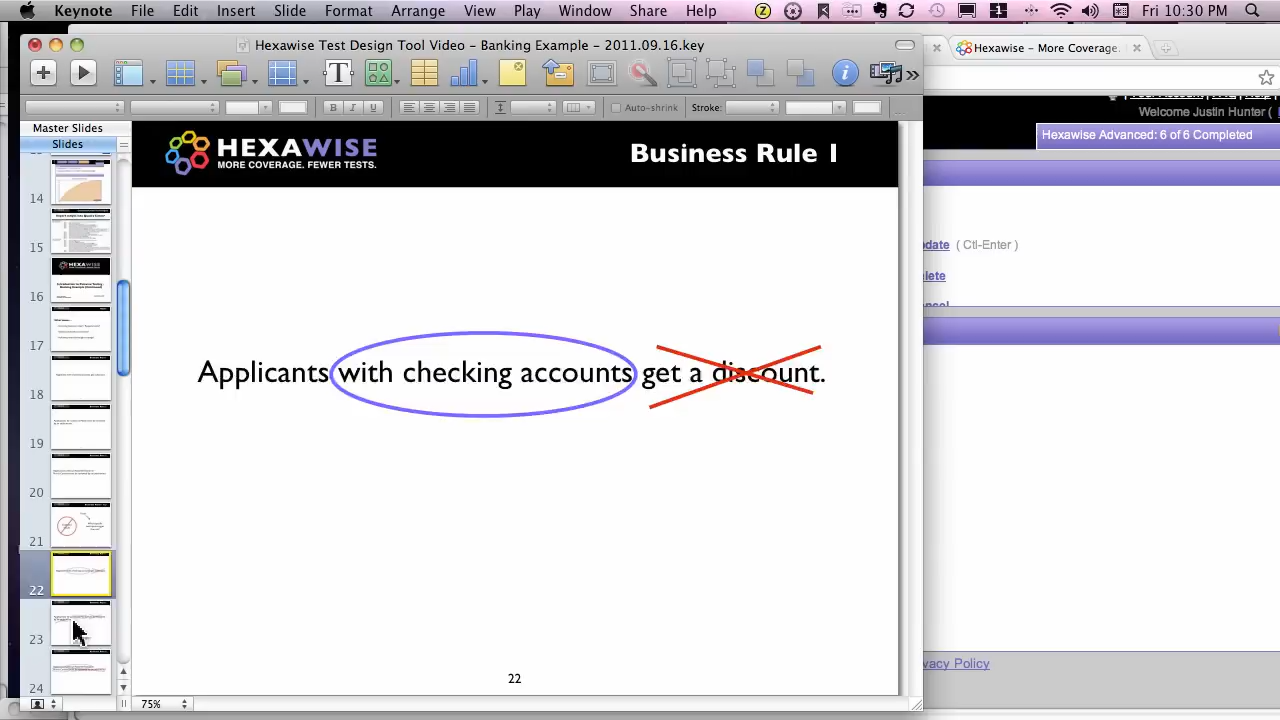 Keynote File Edit Insert Slide Format Arrange View Play Window Share Help Fri 10:30 PM
Hexawise Test Design Tool Video – Banking Example – 2011.09.16.key
Hexawise – More Coverage.
B I U Auto-shrink Stroke:
Master Slides
Slides
14
15
16
17
18
19
20
21
22
23
24
HEXAWISE
MORE COVERAGE. FEWER TESTS.
Business Rule 1
Applicants with checking accounts get a discount.
22
75%
Welcome Justin Hunter
Hexawise Advanced: 6 of 6 Completed
date ( Ctl-Enter )
lete
vacy Policy